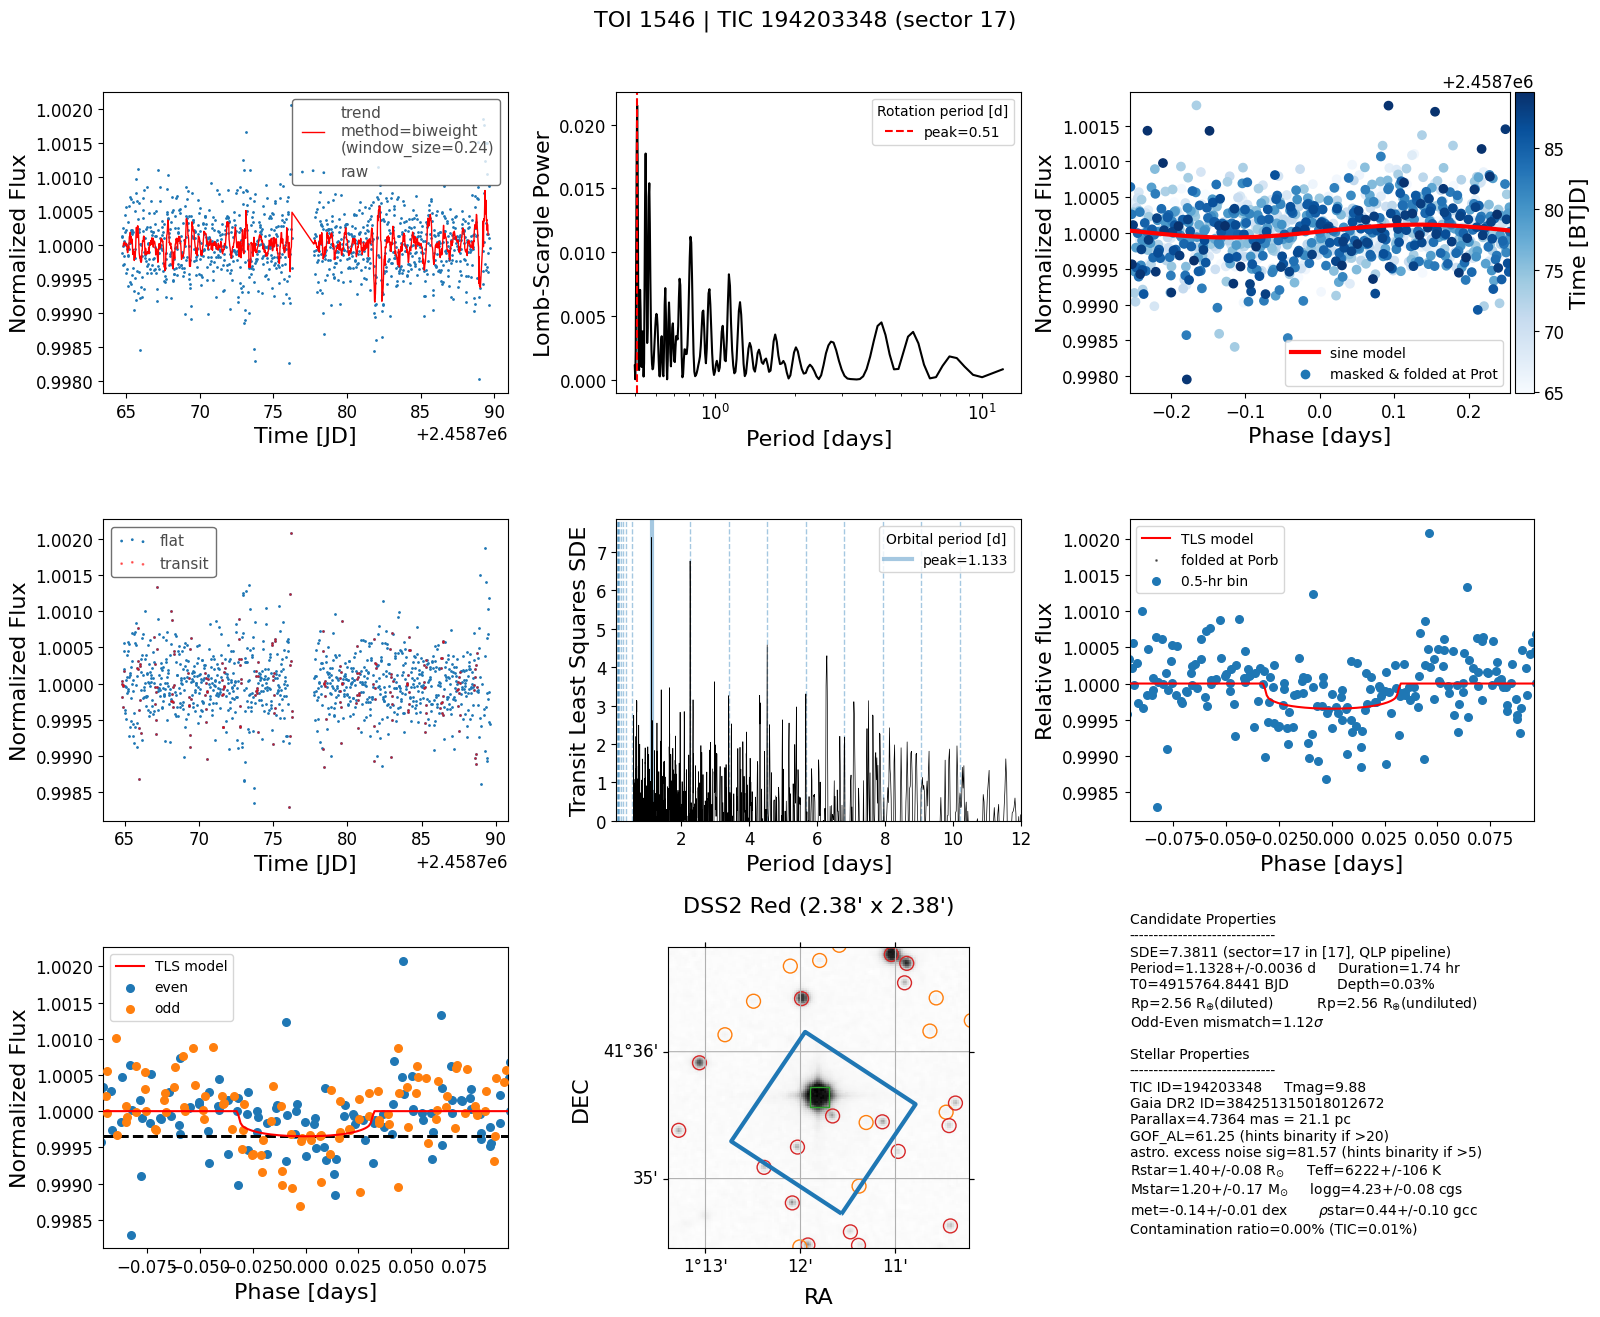 TOI 1546 | TIC 194203348 (sector 17)
Normalized Flux
1.0020
1.0015
1.0010
1.0005
1.0000
0.9995
0.9990
0.9985
0.9980
trend
method=biweight
(window_size=0.24)
raw
65 70 75 80 85 90
Time [JD]
+2.4587e6
Lomb-Scargle Power
0.020
0.015
0.010
0.005
0.000
Rotation period [d]
peak=0.51
10⁰ 10¹
Period [days]
Normalized Flux
1.0015
1.0010
1.0005
1.0000
0.9995
0.9990
0.9985
0.9980
sine model
masked & folded at Prot
−0.2 −0.1 0.0 0.1 0.2
Phase [days]
+2.4587e6
85
80
75
70
65
Time [BTJD]
Normalized Flux
1.0020
1.0015
1.0010
1.0005
1.0000
0.9995
0.9990
0.9985
flat
transit
65 70 75 80 85 90
Time [JD]
+2.4587e6
Transit Least Squares SDE
7
6
5
4
3
2
1
0
Orbital period [d]
peak=1.133
2 4 6 8 10 12
Period [days]
Relative flux
1.0020
1.0015
1.0010
1.0005
1.0000
0.9995
0.9990
0.9985
TLS model
folded at Porb
0.5-hr bin
−0.075 −0.050 −0.025 0.000 0.025 0.050 0.075
Phase [days]
Normalized Flux
1.0020
1.0015
1.0010
1.0005
1.0000
0.9995
0.9990
0.9985
TLS model
even
odd
−0.075 −0.050 −0.025 0.000 0.025 0.050 0.075
Phase [days]
DSS2 Red (2.38' x 2.38')
DEC
41°36'
35'
1°13' 12' 11'
RA
Candidate Properties
------------------------------
SDE=7.3811 (sector=17 in [17], QLP pipeline)
Period=1.1328+/-0.0036 d Duration=1.74 hr
T0=4915764.8441 BJD Depth=0.03%
Rp=2.56 R⊕(diluted) Rp=2.56 R⊕(undiluted)
Odd-Even mismatch=1.12σ
Stellar Properties
------------------------------
TIC ID=194203348 Tmag=9.88
Gaia DR2 ID=384251315018012672
Parallax=4.7364 mas = 21.1 pc
GOF_AL=61.25 (hints binarity if >20)
astro. excess noise sig=81.57 (hints binarity if >5)
Rstar=1.40+/-0.08 R⊙ Teff=6222+/-106 K
Mstar=1.20+/-0.17 M⊙ logg=4.23+/-0.08 cgs
met=-0.14+/-0.01 dex ρstar=0.44+/-0.10 gcc
Contamination ratio=0.00% (TIC=0.01%)